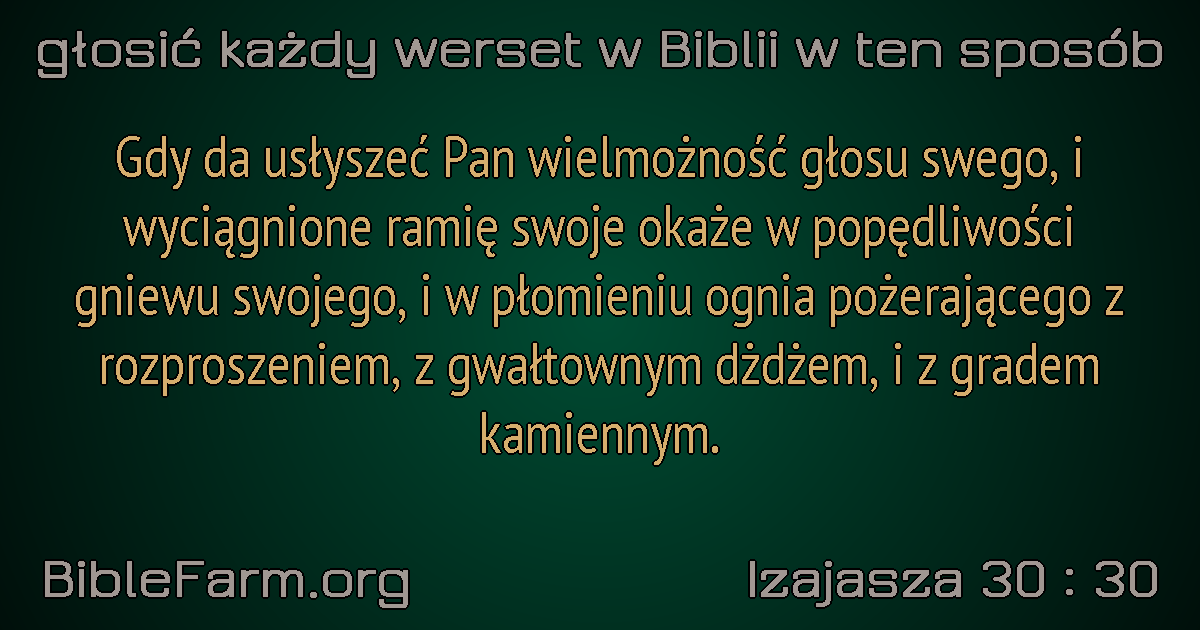 głosić każdy werset w Biblii w ten sposób
Gdy da usłyszeć Pan wielmożność głosu swego, i
wyciągnione ramię swoje okaże w popędliwości
gniewu swojego, i w płomieniu ognia pożerającego z
rozproszeniem, z gwałtownym dżdżem, i z gradem
kamiennym.
BibleFarm.org
Izajasza 30 : 30